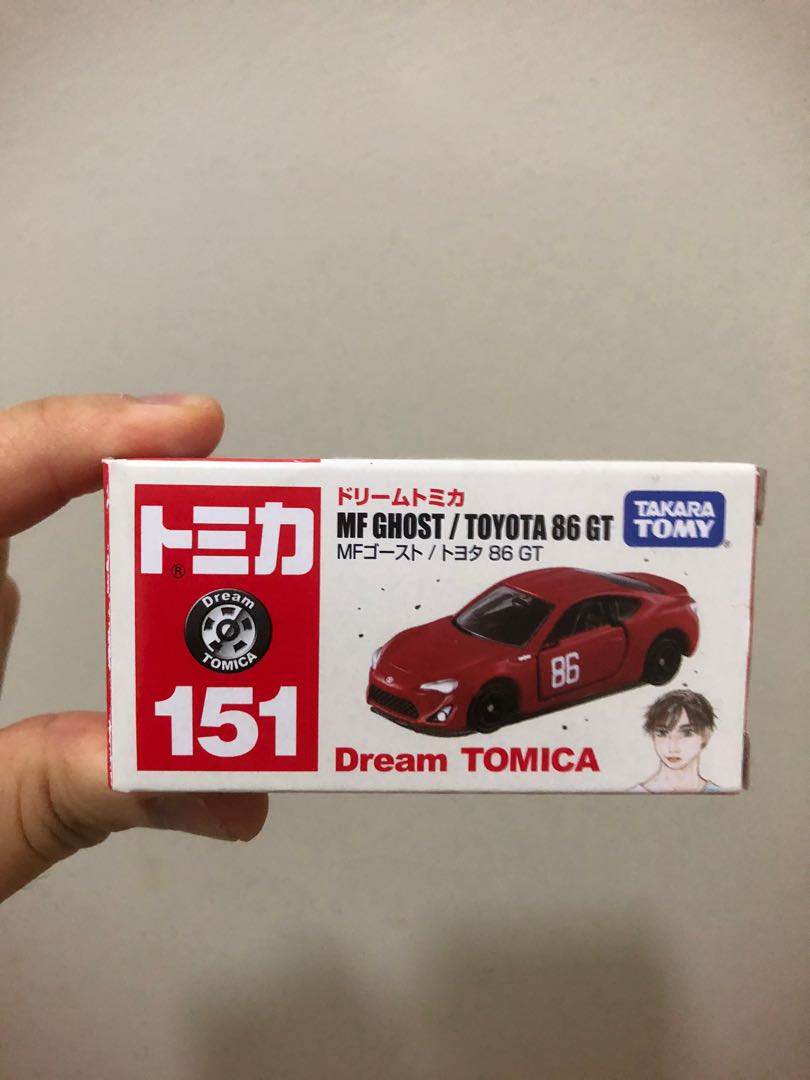 トミカ
®
Dream
TOMICA
151
ドリームトミカ
MF GHOST / TOYOTA 86 GT
MFゴースト / トヨタ 86 GT
TAKARA
TOMY
®
86
Dream TOMICA